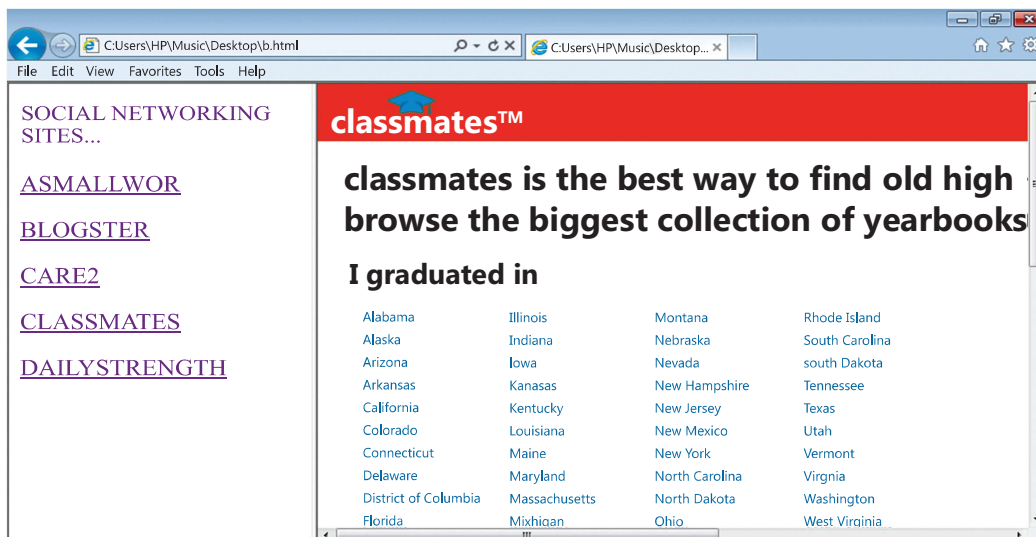 C:Users\HP\Music\Desktop\b.html
C:Users\HP\Music\Desktop...
File Edit View Favorites Tools Help
SOCIAL NETWORKING
SITES...
ASMALLWOR
BLOGSTER
CARE2
CLASSMATES
DAILYSTRENGTH
classmates™
classmates is the best way to find old high
browse the biggest collection of yearbooks
I graduated in
Alabama Illinois Montana Rhode Island
Alaska Indiana Nebraska South Carolina
Arizona Iowa Nevada south Dakota
Arkansas Kanasas New Hampshire Tennessee
California Kentucky New Jersey Texas
Colorado Louisiana New Mexico Utah
Connecticut Maine New York Vermont
Delaware Maryland North Carolina Virgnia
District of Columbia Massachusetts North Dakota Washington
Florida Mixhigan Ohio West Virginia